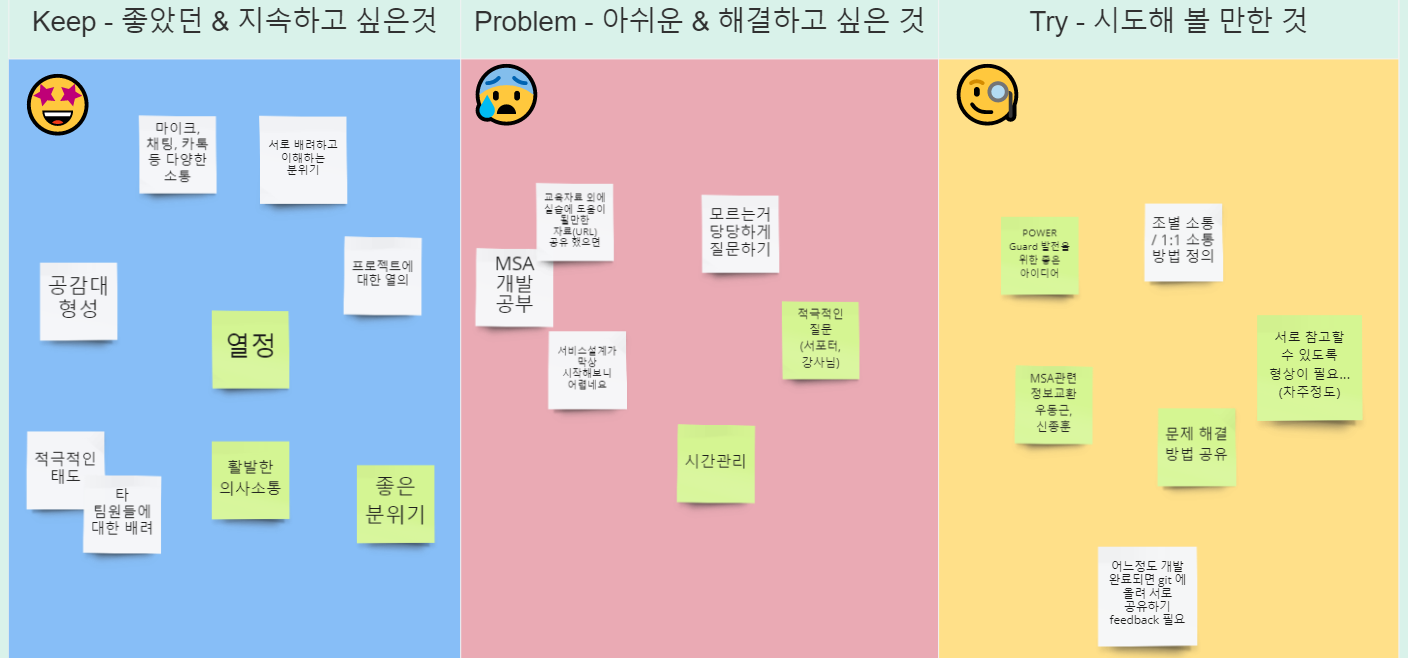 Keep - 좋았던 & 지속하고 싶은것
Problem - 아쉬운 & 해결하고 싶은 것
Try - 시도해 볼 만한 것
마이크,
채팅, 카톡
등 다양한
소통
서로 배려하고
이해하는
분위기
프로젝트에
대한 열의
공감대
형성
열정
적극적인
태도
타
팀원들에
대한 배려
활발한
의사소통
좋은
분위기
교육자료 외에
실습에 도움이
될만한
자료(URL)
공유 했으면
MSA
개발
공부
모르는거
당당하게
질문하기
서비스설계가
막상
시작해보니
어렵네요
적극적인
질문
(서포터,
강사님)
시간관리
POWER
Guard 발전을
위한 좋은
아이디어
조별 소통
/ 1:1 소통
방법 정의
서로 참고할
수 있도록
형상이 필요...
(차주정도)
MSA관련
정보교환
우동근,
신종훈
문제 해결
방법 공유
어느정도 개발
완료되면 git 에
올려 서로
공유하기
feedback 필요